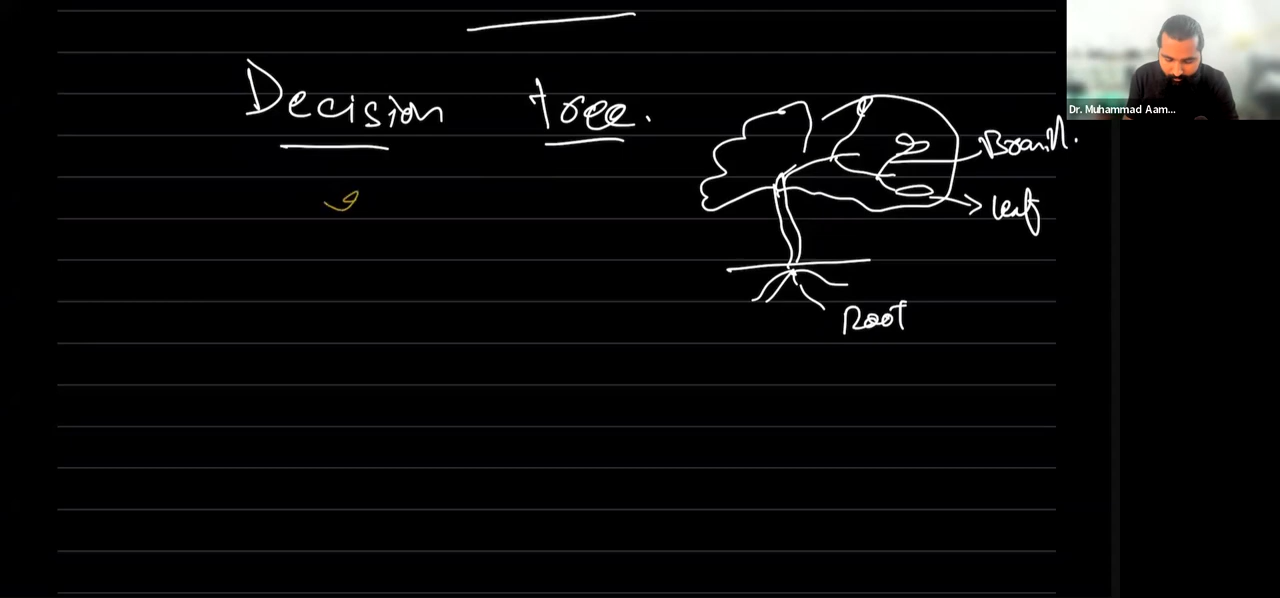 Decision tree.
Branch.
leaf
Root
Dr. Muhammad Aam...